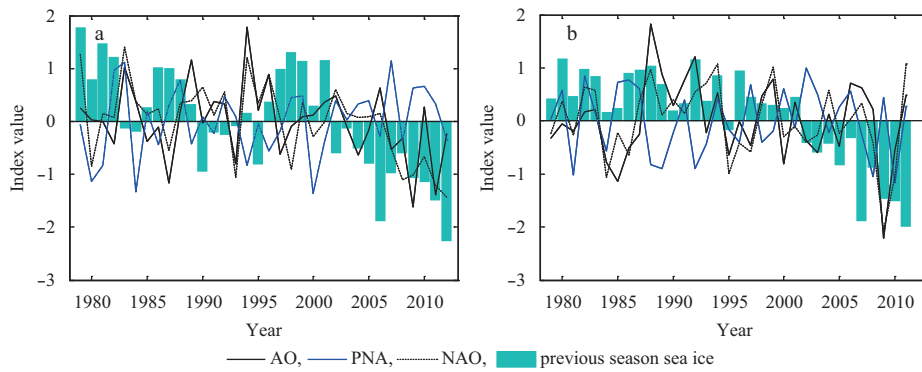 2
a
1
0
−1
−2
−3
Index value
1980 1985 1990 1995 2000 2005 2010
Year
2
b
1
0
−1
−2
−3
Index value
1980 1985 1990 1995 2000 2005 2010
Year
AO, PNA, NAO, previous season sea ice